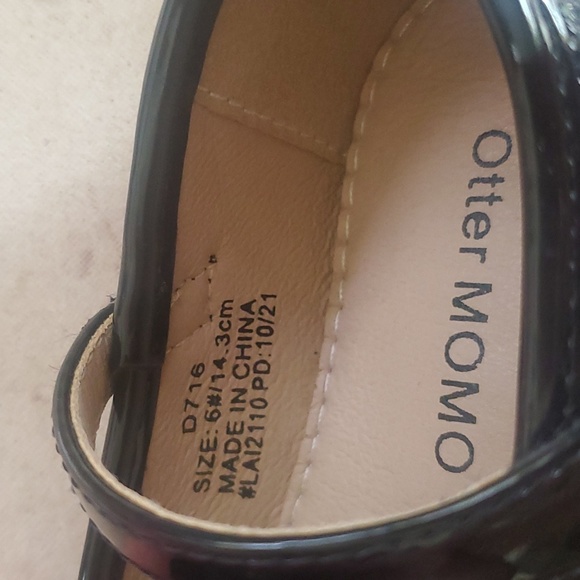 Otter MOMO
D716
SIZE: 6#/14.3cm
MADE IN CHINA
#LAI2110 PD:10/21